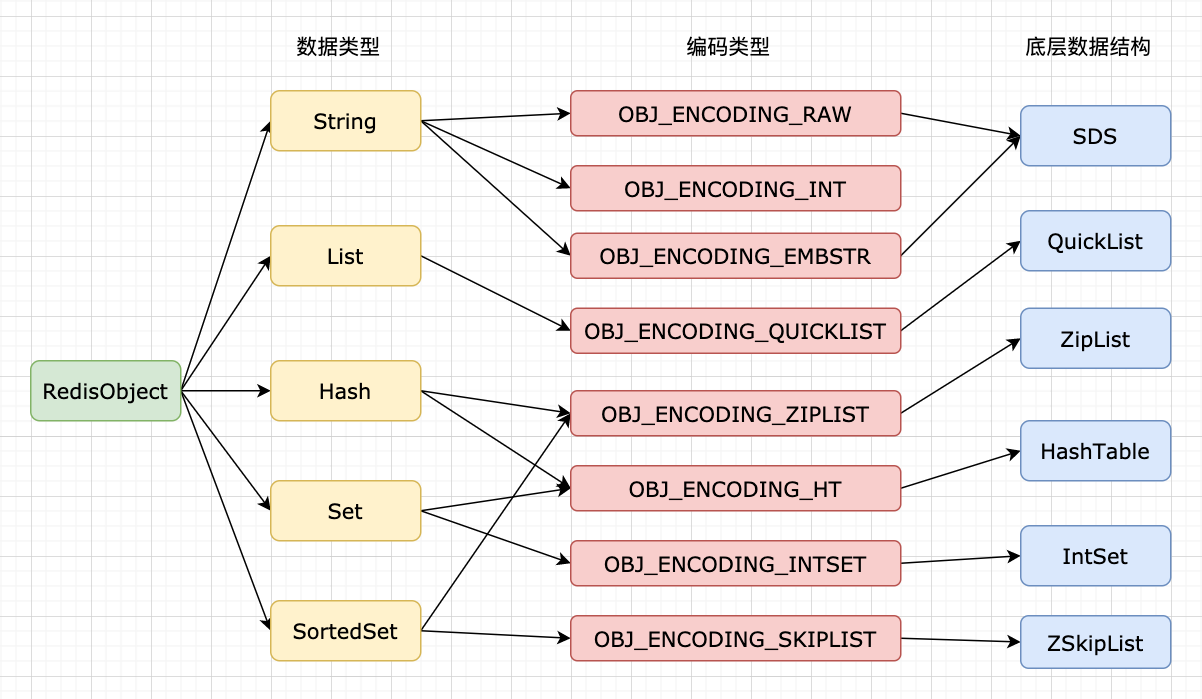 数据类型
编码类型
底层数据结构
RedisObject
String
List
Hash
Set
SortedSet
OBJ_ENCODING_RAW
OBJ_ENCODING_INT
OBJ_ENCODING_EMBSTR
OBJ_ENCODING_QUICKLIST
OBJ_ENCODING_ZIPLIST
OBJ_ENCODING_HT
OBJ_ENCODING_INTSET
OBJ_ENCODING_SKIPLIST
SDS
QuickList
ZipList
HashTable
IntSet
ZSkipList